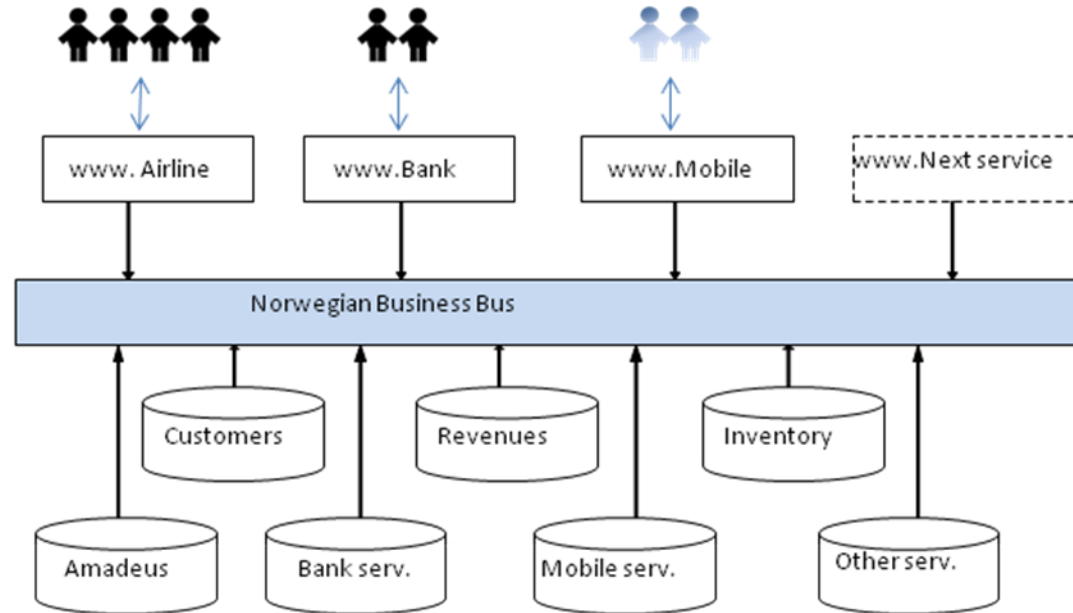 www. Airline
www.Bank
www.Mobile
www.Next service
Norwegian Business Bus
Customers
Revenues
Inventory
Amadeus
Bank serv.
Mobile serv.
Other serv.